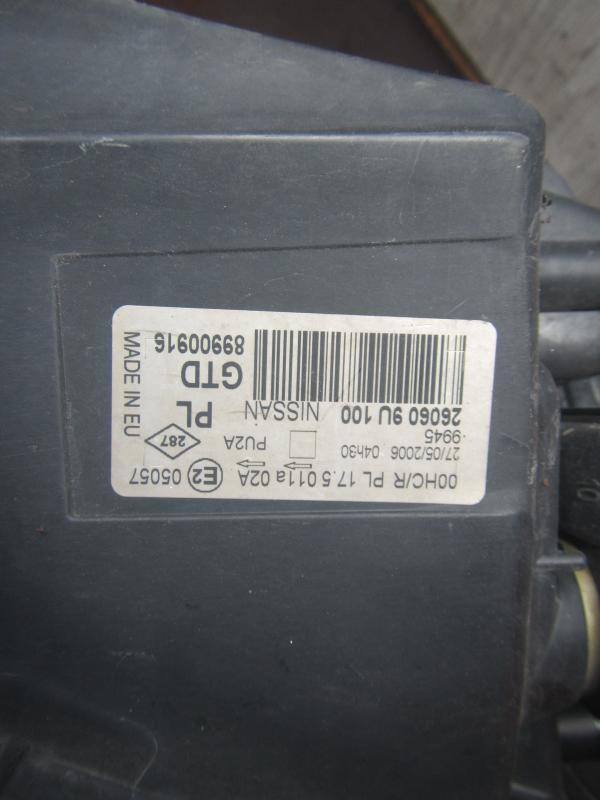 00HC/R PL 17.5 011a 02A E2 05057
27/05/2006 04h30
-9945
PU2A
287
26060 9U 100
NISSAN
PL
GTD
89900916
MADE IN EU
10